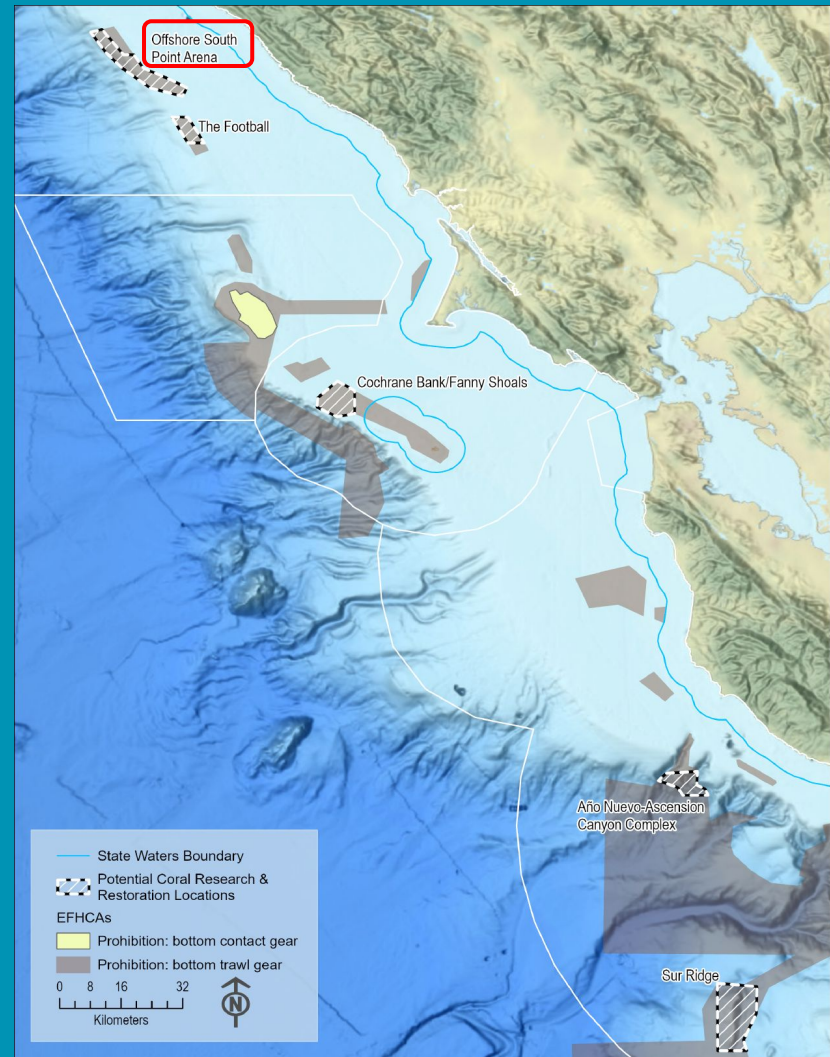 Offshore South
Point Arena
The Football
Cochrane Bank/Fanny Shoals
Año Nuevo-Ascension
Canyon Complex
Sur Ridge
State Waters Boundary
Potential Coral Research &
Restoration Locations
EFHCAs
Prohibition: bottom contact gear
Prohibition: bottom trawl gear
0 8 16 32
Kilometers
N